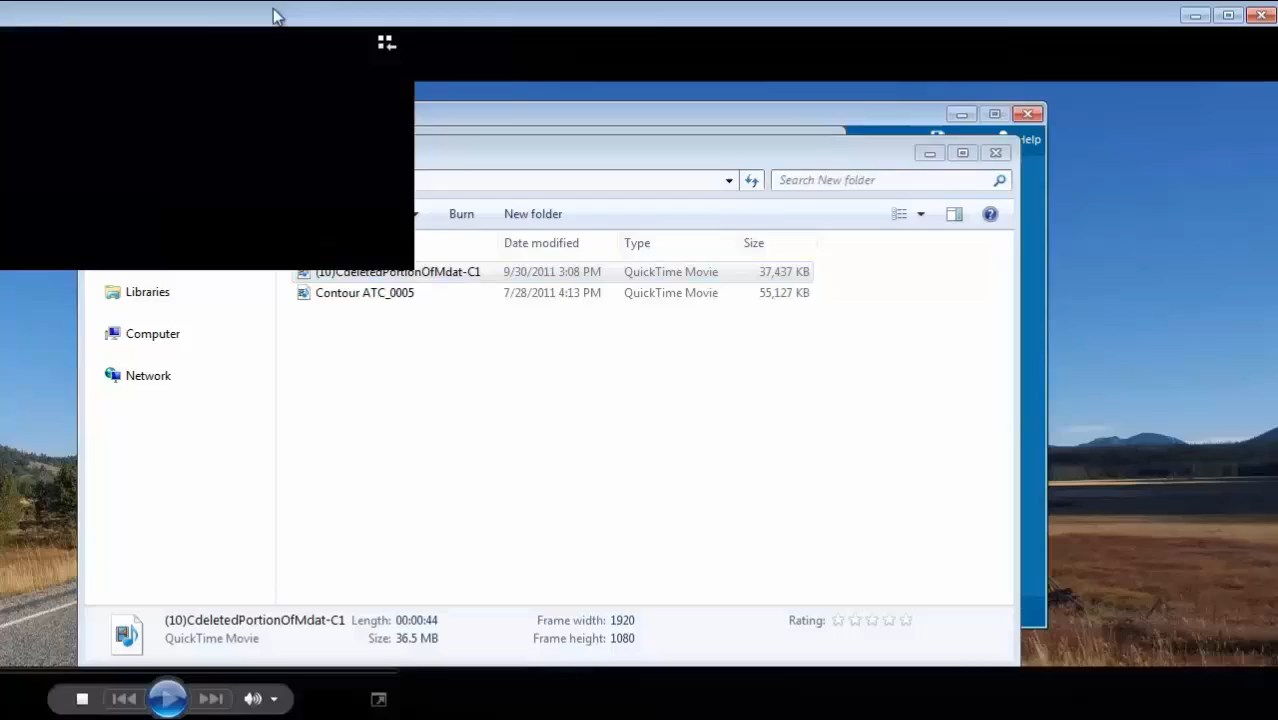 Help
Search New folder
Burn New folder
Date modified Type Size
(10)CdeletedPortionOfMdat-C1 9/30/2011 3:08 PM QuickTime Movie 37,437 KB
Libraries
Contour ATC_0005 7/28/2011 4:13 PM QuickTime Movie 55,127 KB
Computer
Network
(10)CdeletedPortionOfMdat-C1 Length: 00:00:44 Frame width: 1920 Rating:
QuickTime Movie Size: 36.5 MB Frame height: 1080